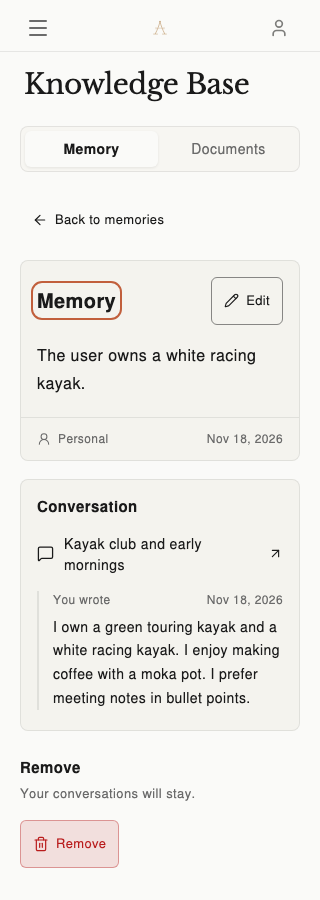 Knowledge Base
Memory
Documents
Back to memories
Memory
Edit
The user owns a white racing
kayak.
Personal
Nov 18, 2026
Conversation
Kayak club and early
mornings
You wrote
Nov 18, 2026
I own a green touring kayak and a
white racing kayak. I enjoy making
coffee with a moka pot. I prefer
meeting notes in bullet points.
Remove
Your conversations will stay.
Remove